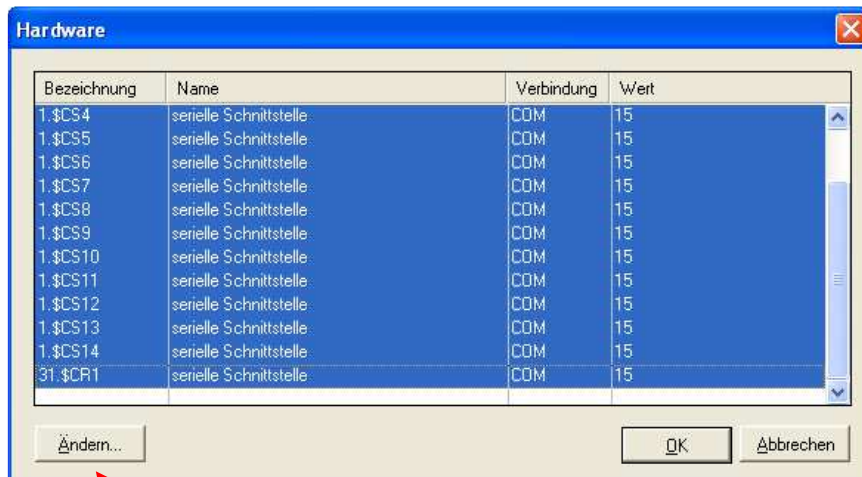 Hardware
Bezeichnung Name Verbindung Wert
1.$CS4 serielle Schnittstelle COM 15
1.$CS5 serielle Schnittstelle COM 15
1.$CS6 serielle Schnittstelle COM 15
1.$CS7 serielle Schnittstelle COM 15
1.$CS8 serielle Schnittstelle COM 15
1.$CS9 serielle Schnittstelle COM 15
1.$CS10 serielle Schnittstelle COM 15
1.$CS11 serielle Schnittstelle COM 15
1.$CS12 serielle Schnittstelle COM 15
1.$CS13 serielle Schnittstelle COM 15
1.$CS14 serielle Schnittstelle COM 15
31.$CR1 serielle Schnittstelle COM 15
Ändern... OK Abbrechen